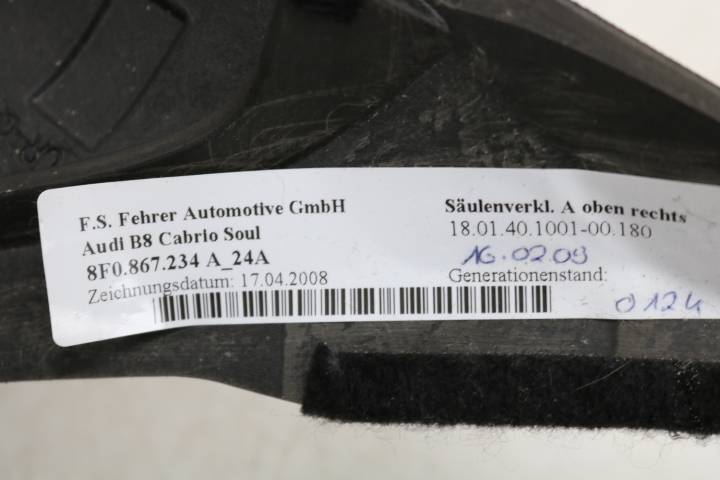 F.S. Fehrer Automotive GmbH
Audi B8 Cabrio Soul
8F0.867.234 A_24A
Zeichnungsdatum: 17.04.2008
Säulenverkl. A oben rechts
18.01.40.1001-00.180
16.02.09
Generationenstand:
0124